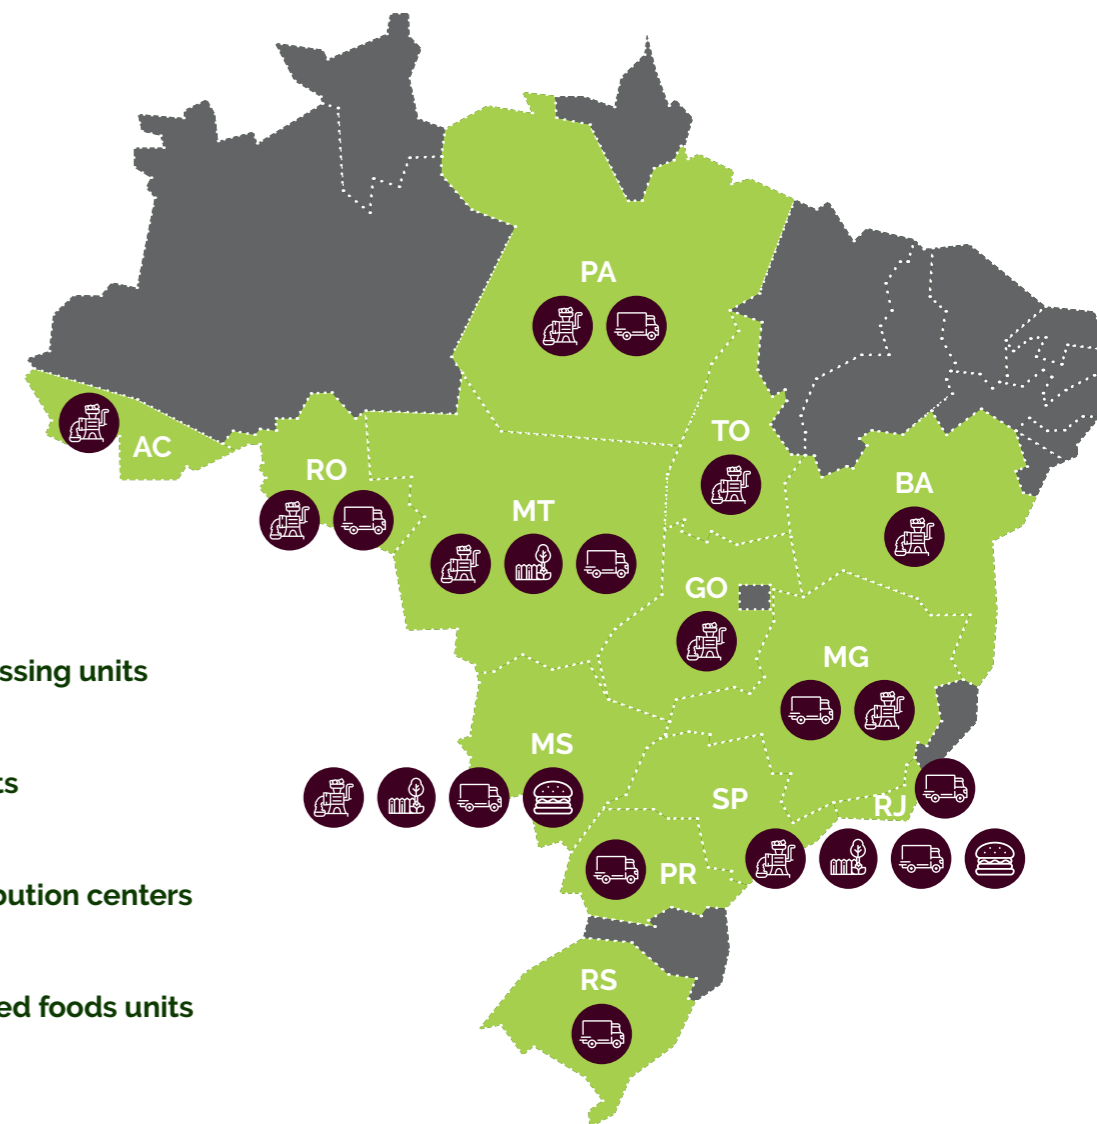 PA
AC
TO
RO
BA
MT
GO
MG
MS
SP
RJ
PR
RS
ssing units
ts
bution centers
ed foods units